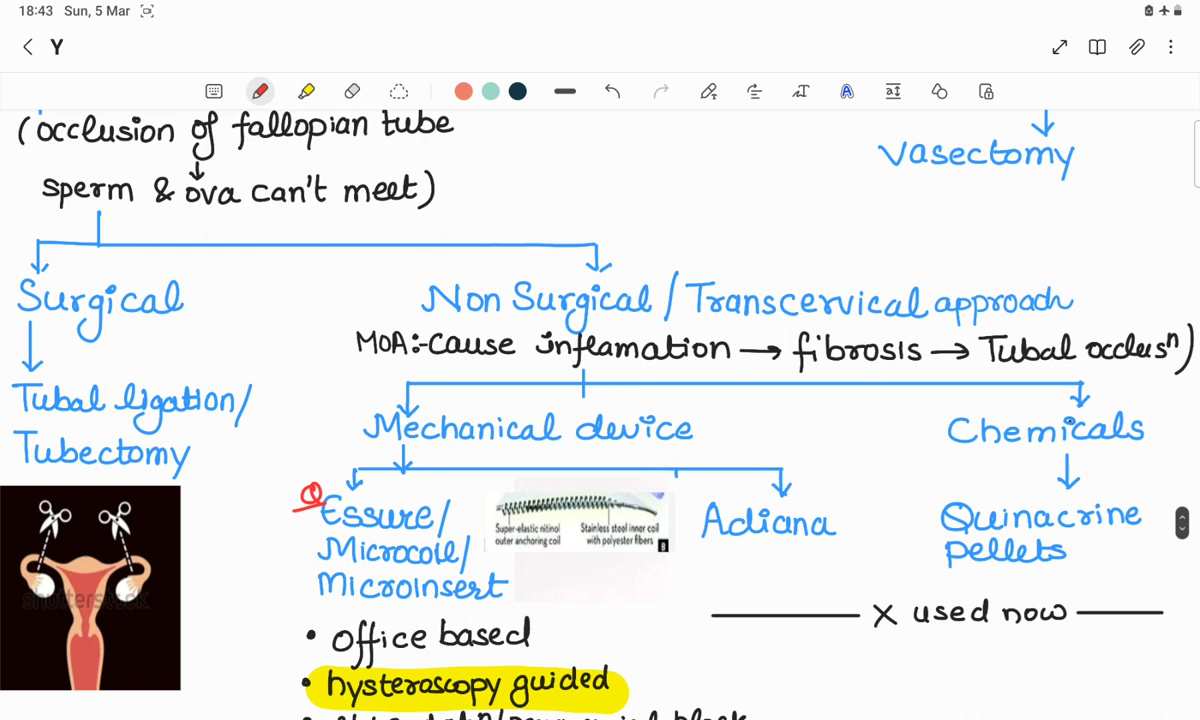 18:43 Sun, 5 Mar
Y
(occlusion of fallopian tube
sperm & ova can't meet)
Vasectomy
Surgical
Non Surgical / Transcervical approach
MOA:-cause inflamation → fibrosis → Tubal occlusⁿ)
Tubal ligation/
Tubectomy
Mechanical device
Chemicals
Q
Essure/
Microcoil/
Microinsert
Super-elastic nitinol
outer anchoring coil
Stainless steel inner coil
with polyester fibers
B
Adiana
Quinacrine
pellets
X used now
• office based
• hysteroscopy guided
shutterstock